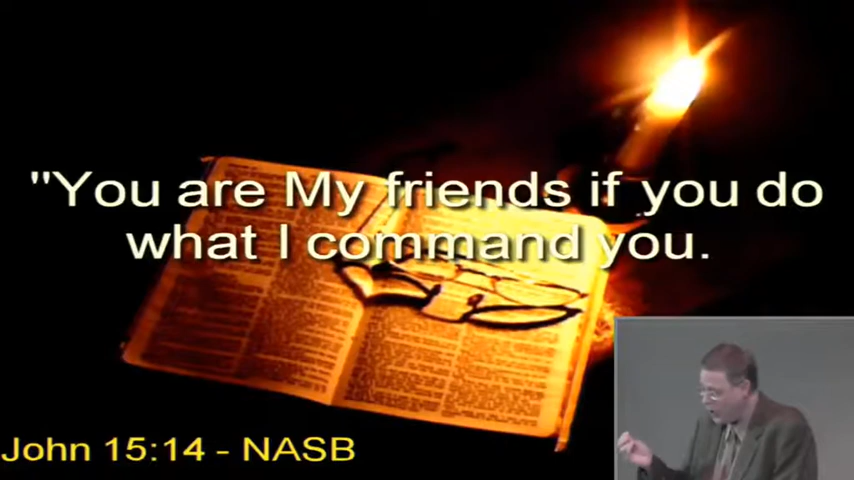 "You are My friends if you do
what I command you.
John 15:14 - NASB